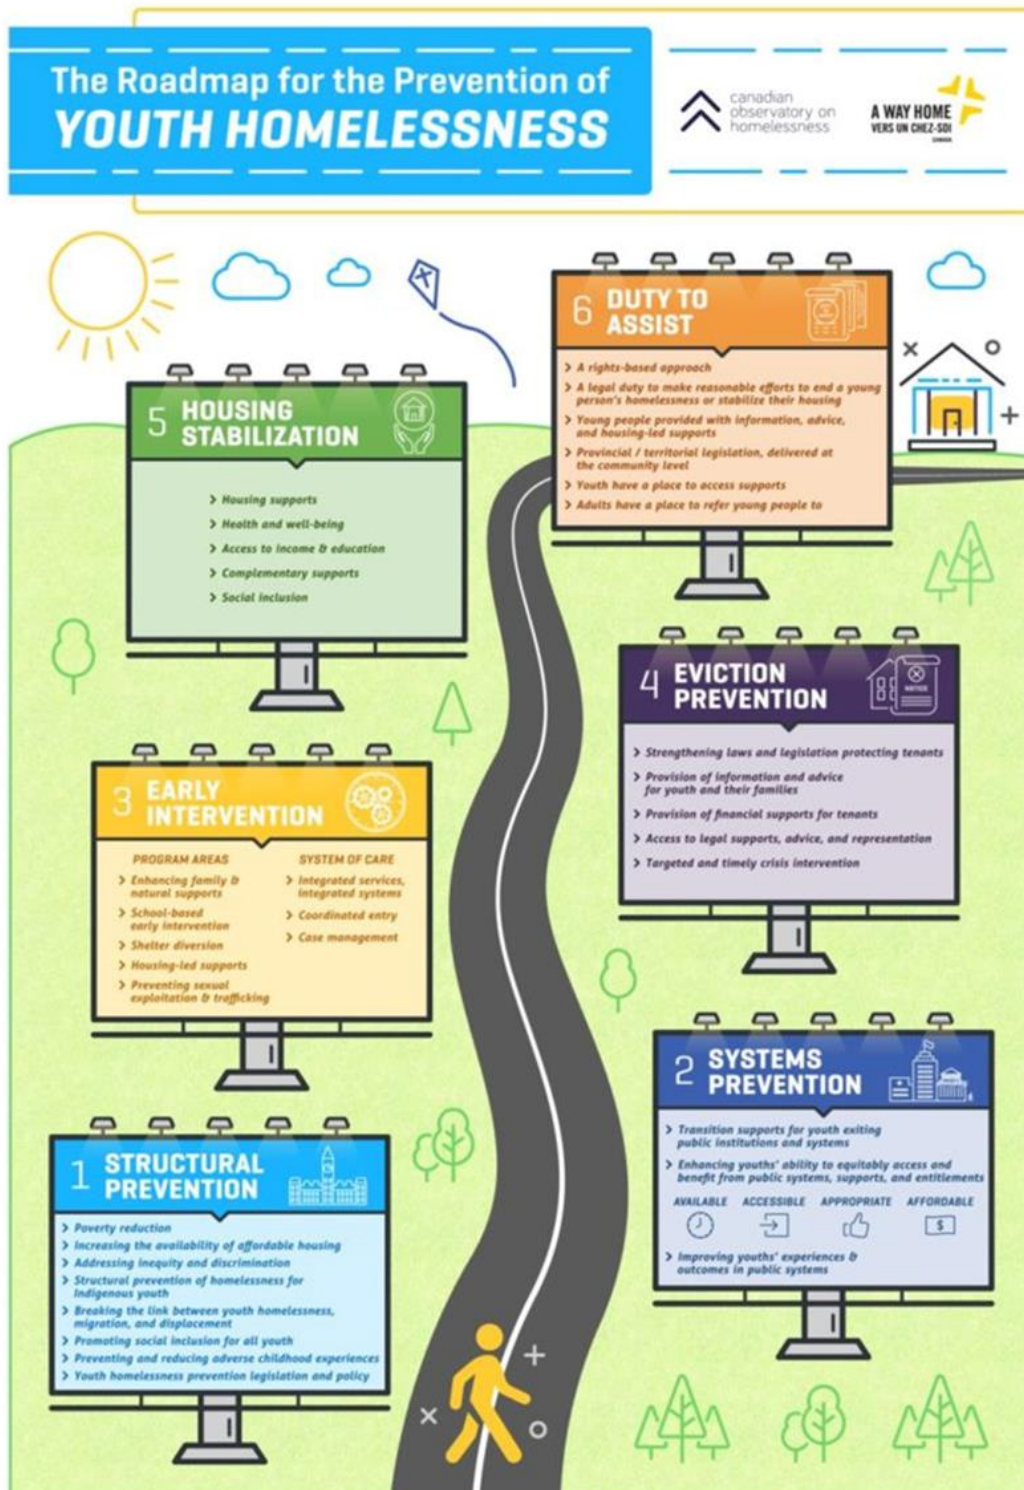 The Roadmap for the Prevention of
YOUTH HOMELESSNESS
canadian
observatory on
homelessness
A WAY HOME
VERS UN CHEZ-SOI
CANADA
6 DUTY TO
ASSIST
> A rights-based approach
> A legal duty to make reasonable efforts to end a young
person's homelessness or stabilize their housing
> Young people provided with information, advice,
and housing-led supports
> Provincial / territorial legislation, delivered at
the community level
> Youth have a place to access supports
> Adults have a place to refer young people to
5 HOUSING
STABILIZATION
> Housing supports
> Health and well-being
> Access to income & education
> Complementary supports
> Social inclusion
4 EVICTION
PREVENTION
NOTICE
> Strengthening laws and legislation protecting tenants
> Provision of information and advice
for youth and their families
> Provision of financial supports for tenants
> Access to legal supports, advice, and representation
> Targeted and timely crisis intervention
3 EARLY
INTERVENTION
PROGRAM AREAS
> Enhancing family &
natural supports
> School-based
early intervention
> Shelter diversion
> Housing-led supports
> Preventing sexual
exploitation & trafficking
SYSTEM OF CARE
> Integrated services,
integrated systems
> Coordinated entry
> Case management
2 SYSTEMS
PREVENTION
> Transition supports for youth exiting
public institutions and systems
> Enhancing youths' ability to equitably access and
benefit from public systems, supports, and entitlements
AVAILABLE ACCESSIBLE APPROPRIATE AFFORDABLE
$
> Improving youths' experiences &
outcomes in public systems
1 STRUCTURAL
PREVENTION
> Poverty reduction
> Increasing the availability of affordable housing
> Addressing inequity and discrimination
> Structural prevention of homelessness for
Indigenous youth
> Breaking the link between youth homelessness,
migration, and displacement
> Promoting social inclusion for all youth
> Preventing and reducing adverse childhood experiences
> Youth homelessness prevention legislation and policy